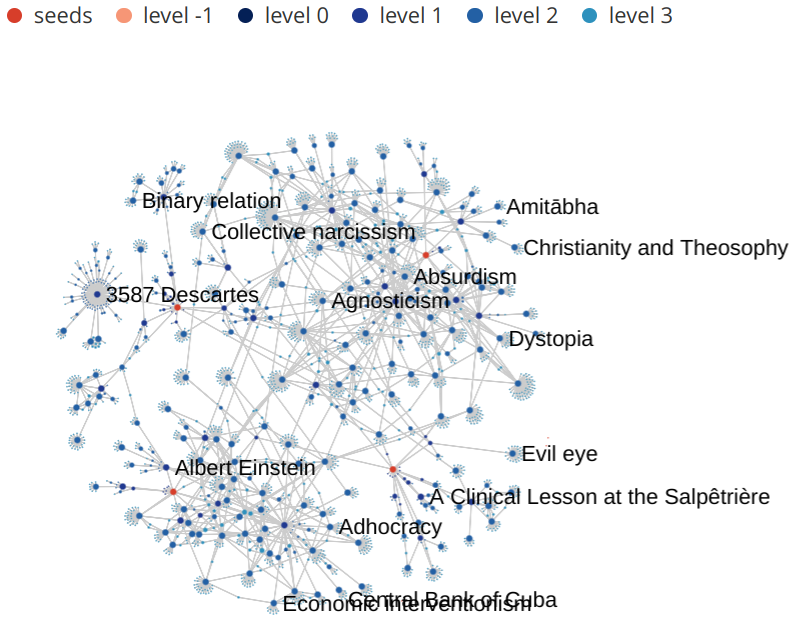 seeds level -1 level 0 level 1 level 2 level 3
Binary relation
Amitābha
Collective narcissism
Christianity and Theosophy
Absurdism
3587 Descartes
Agnosticism
Dystopia
Evil eye
Albert Einstein
A Clinical Lesson at the Salpêtrière
Adhocracy
Central Bank of Cuba
Economic interventionism